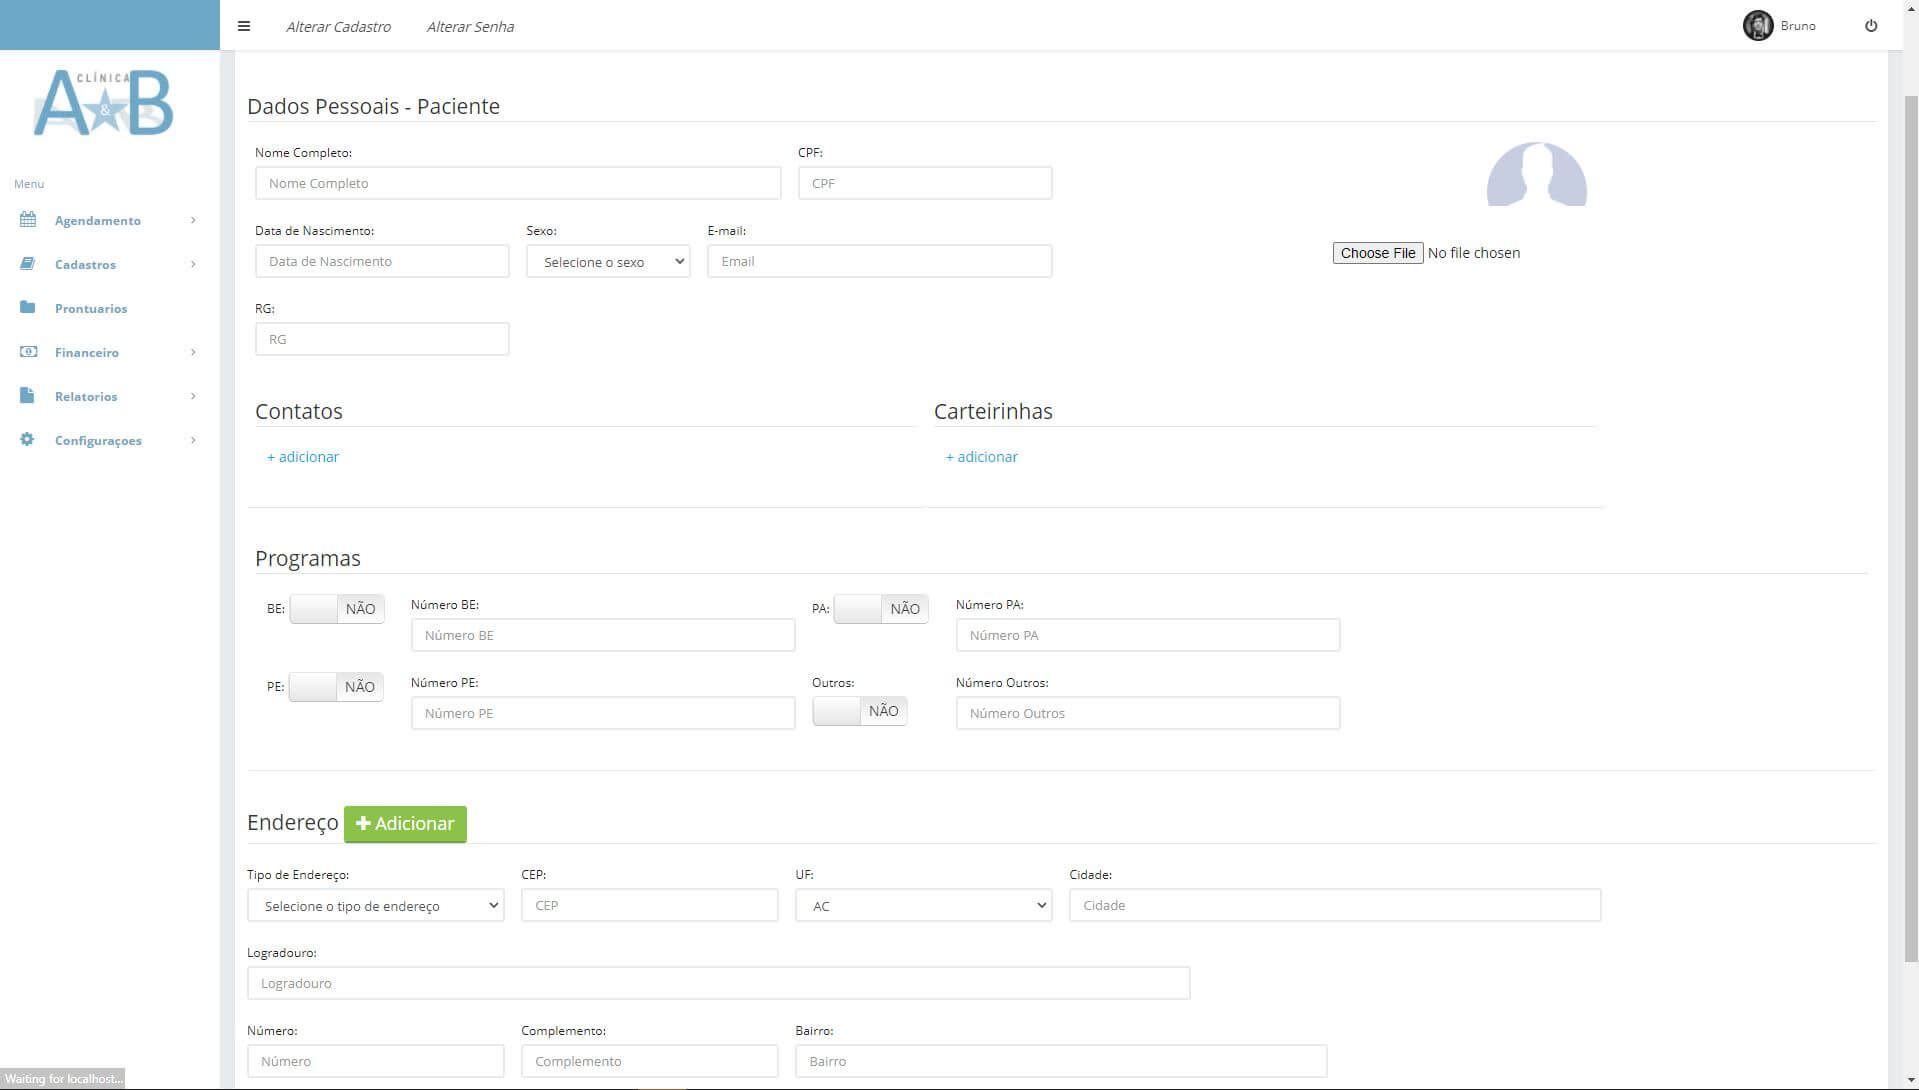 Alterar Cadastro Alterar Senha Bruno
CLÍNICA
A&B
Menu
Agendamento
Cadastros
Prontuarios
Financeiro
Relatorios
Configuraçoes
Dados Pessoais - Paciente
Nome Completo: CPF:
Nome Completo CPF
Data de Nascimento: Sexo: E-mail:
Data de Nascimento Selecione o sexo Email
Choose File No file chosen
RG:
RG
Contatos Carteirinhas
+ adicionar + adicionar
Programas
BE: NÃO Número BE: PA: NÃO Número PA:
Número BE Número PA
PE: NÃO Número PE: Outros: Número Outros:
Número PE NÃO Número Outros
Endereço Adicionar
Tipo de Endereço: CEP: UF: Cidade:
Selecione o tipo de endereço CEP AC Cidade
Logradouro:
Logradouro
Número: Complemento: Bairro:
Número Complemento Bairro
Waiting for localhost...